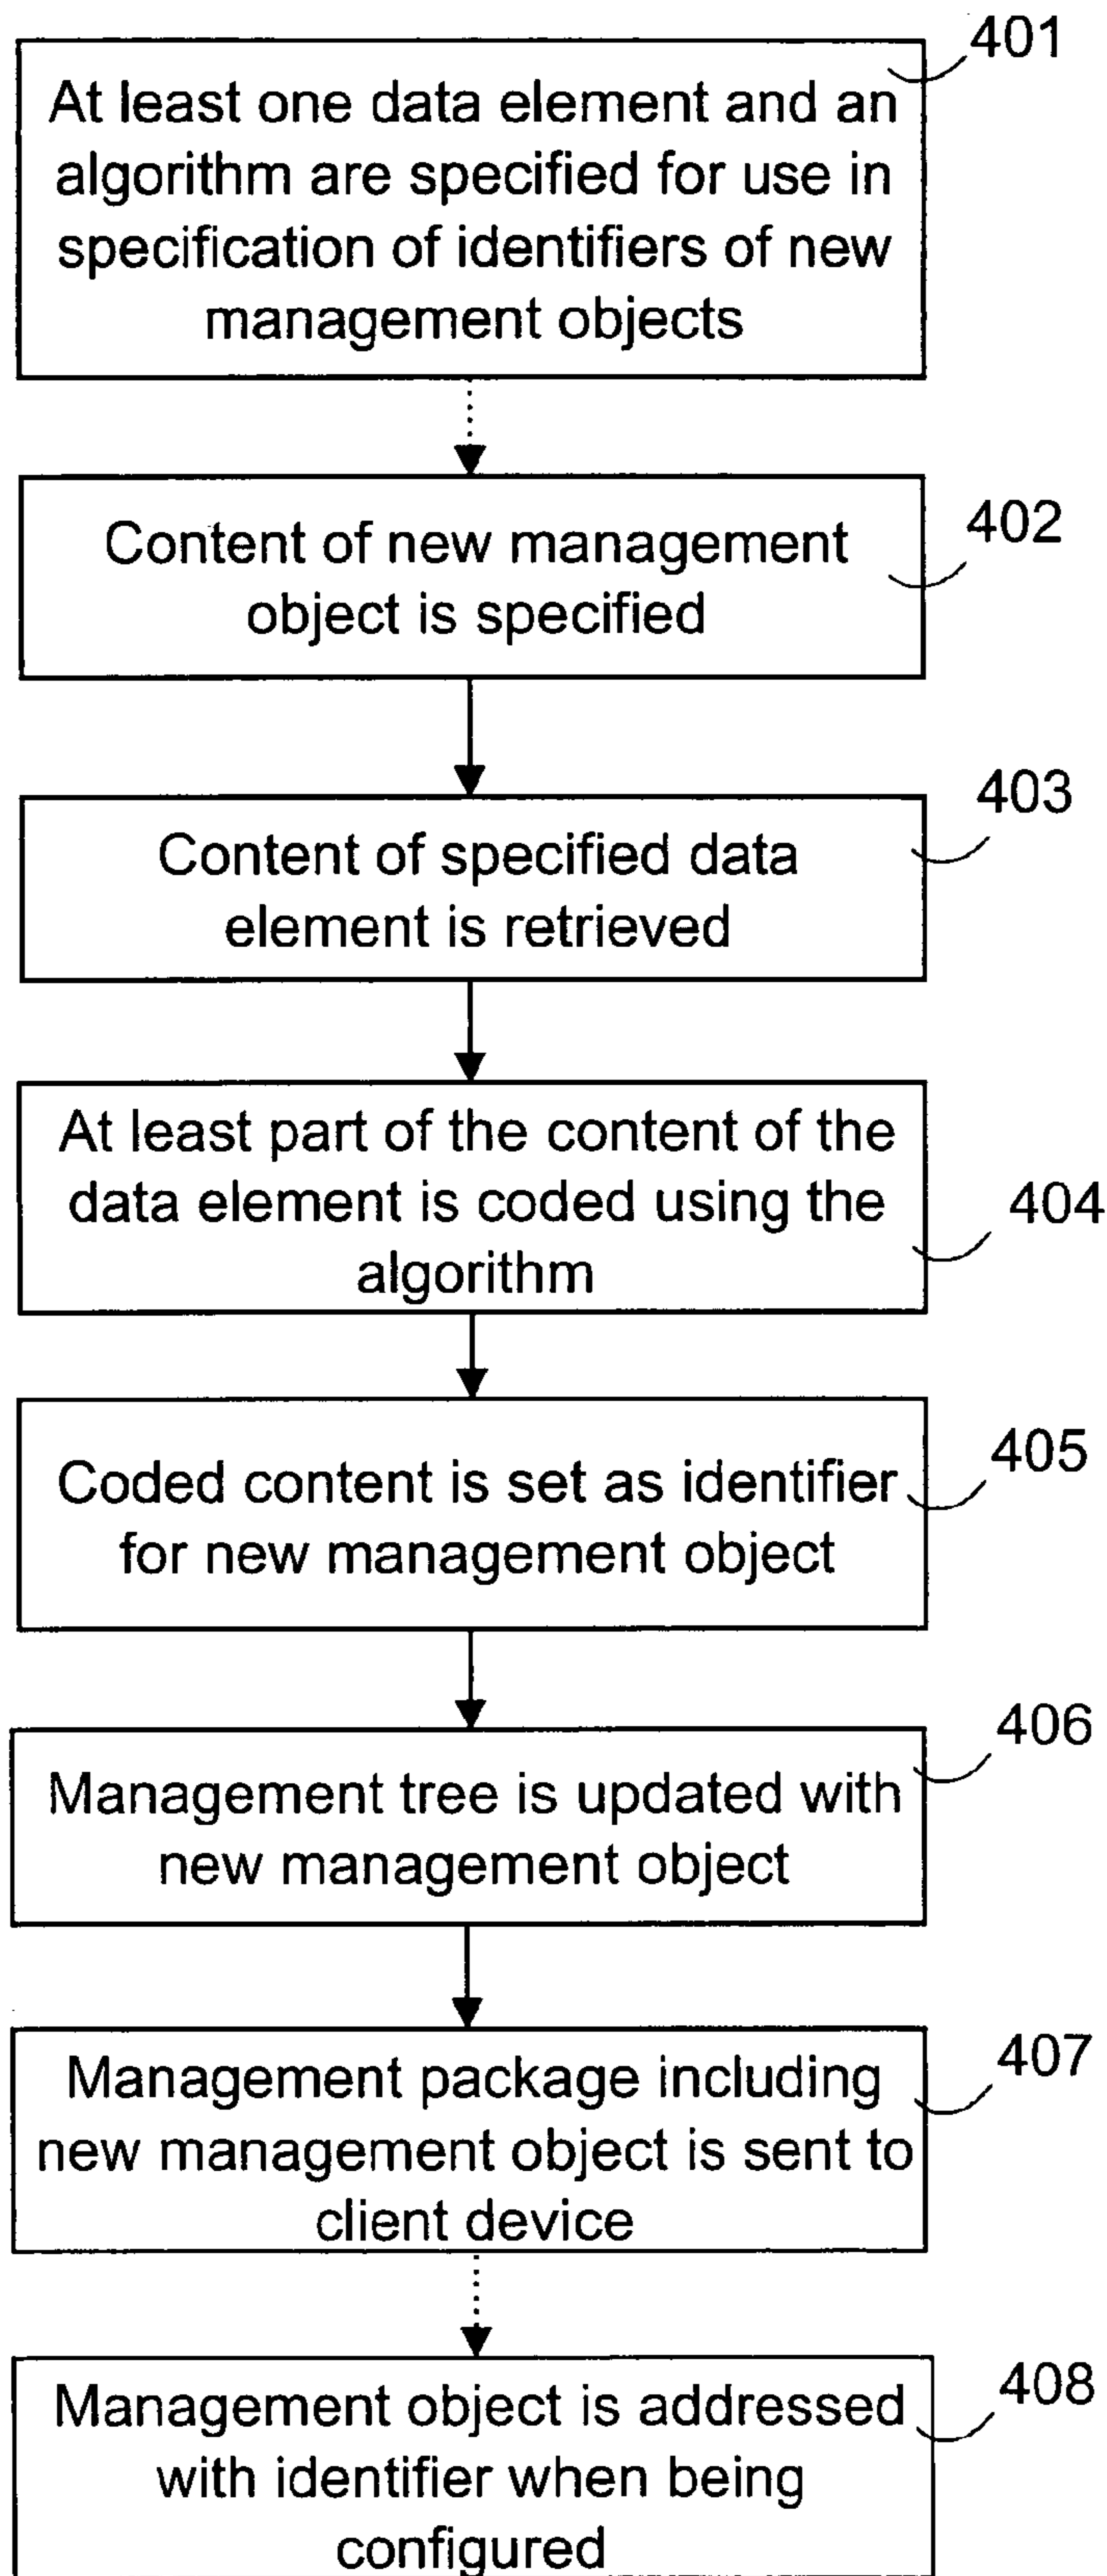 401
At least one data element and an
algorithm are specified for use in
specification of identifiers of new
management objects
402
Content of new management
object is specified
403
Content of specified data
element is retrieved
At least part of the content of the
data element is coded using the
algorithm
404
405
Coded content is set as identifier
for new management object
406
Management tree is updated with
new management object
407
Management package including
new management object is sent to
client device
408
Management object is addressed
with identifier when being
configured